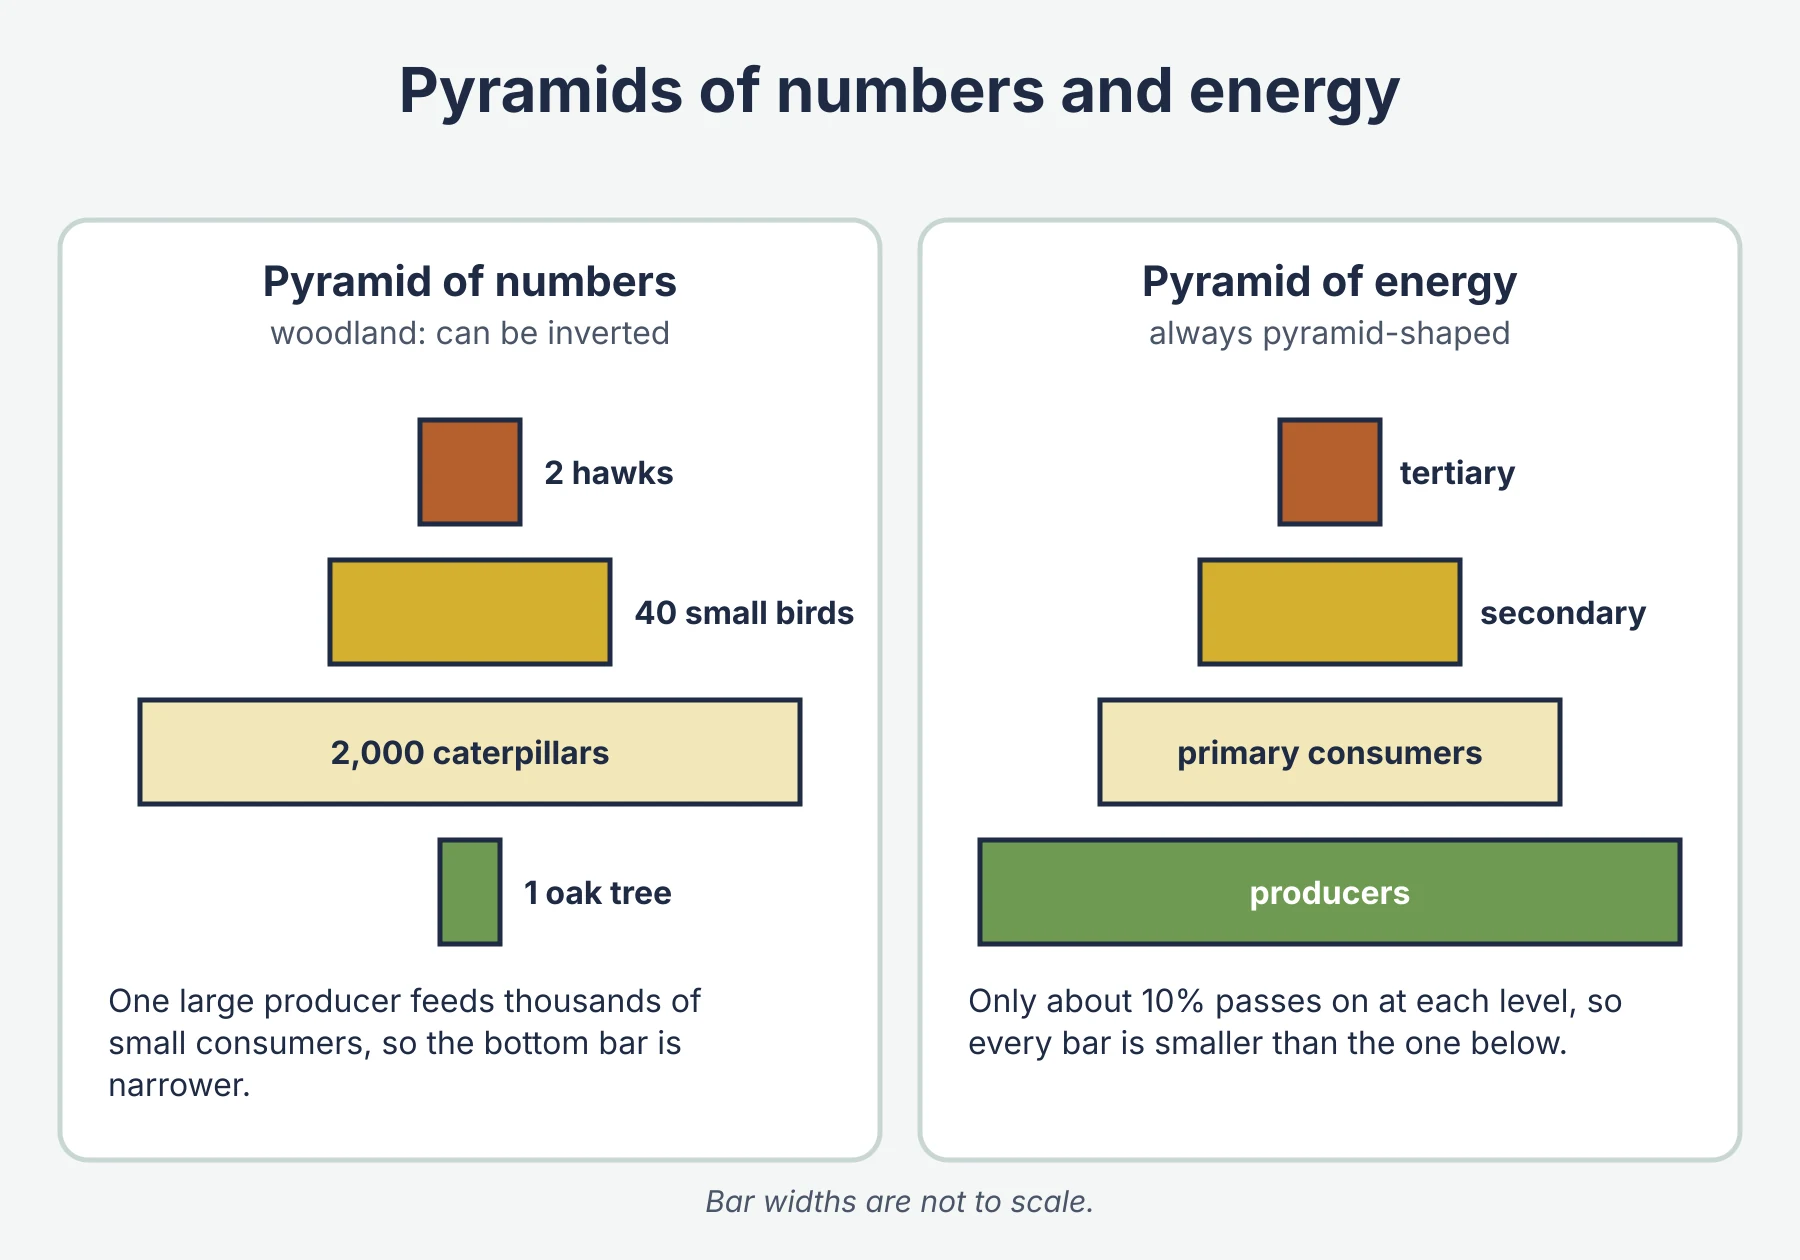 Pyramids of numbers and energy
Pyramid of numbers
woodland: can be inverted
2 hawks
40 small birds
2,000 caterpillars
1 oak tree
One large producer feeds thousands of
small consumers, so the bottom bar is
narrower.
Pyramid of energy
always pyramid-shaped
tertiary
secondary
primary consumers
producers
Only about 10% passes on at each level, so
every bar is smaller than the one below.
Bar widths are not to scale.